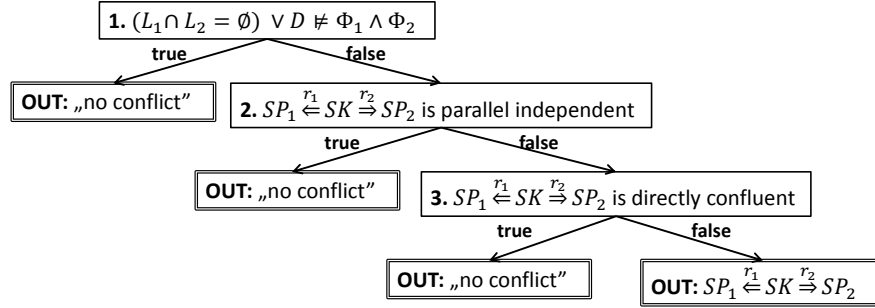 1. (L₁∩L₂ = ∅) ∨ D ⊭ Φ₁ ∧ Φ₂
true false
OUT: „no conflict”
2. SP₁ ⇐^{r₁} SK ⇒^{r₂} SP₂ is parallel independent
true false
OUT: „no conflict”
3. SP₁ ⇐^{r₁} SK ⇒^{r₂} SP₂ is directly confluent
true false
OUT: „no conflict”
OUT: SP₁ ⇐^{r₁} SK ⇒^{r₂} SP₂